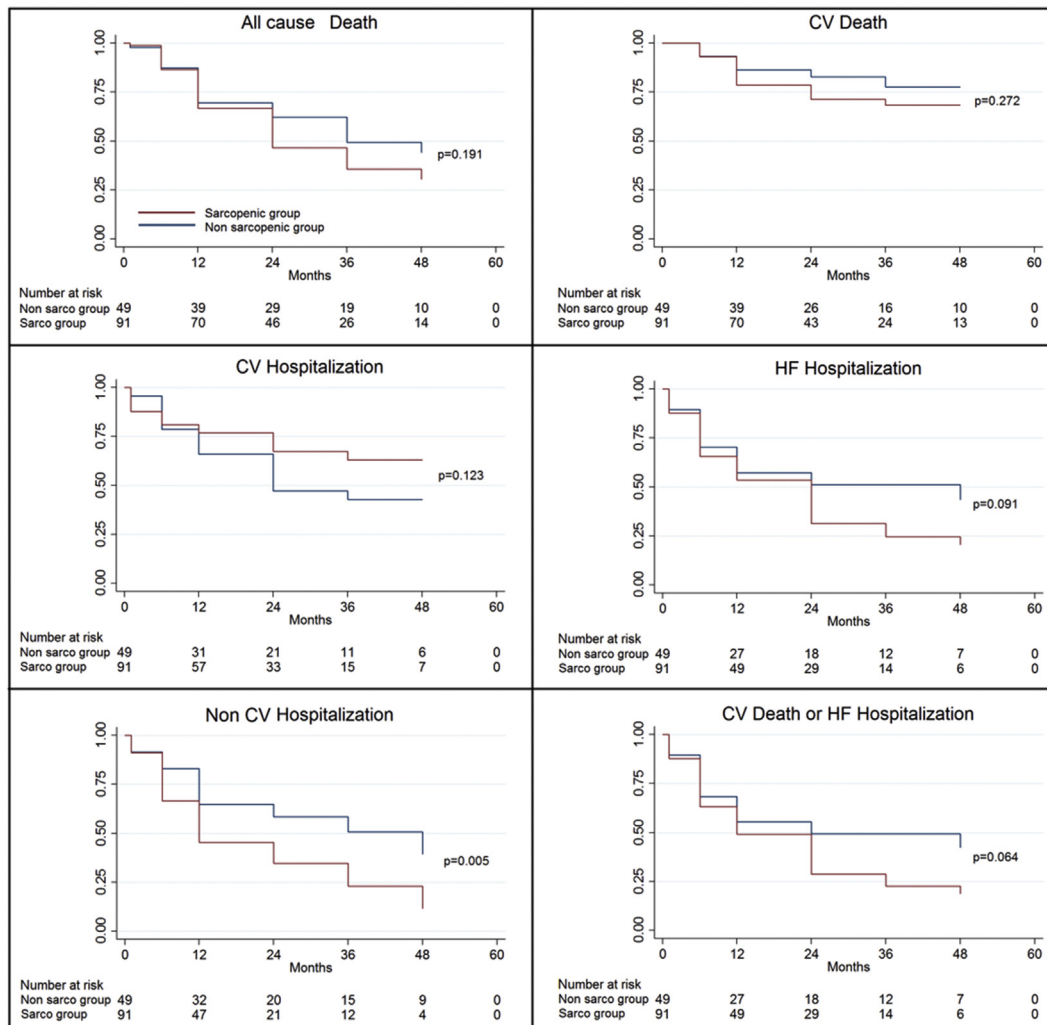 All cause Death
1.00
0.75
0.50
0.25
0.00
p=0.191
Sarcopenic group
Non sarcopenic group
0 12 24 36 48 60
Months
Number at risk
Non sarco group 49 39 29 19 10 0
Sarco group 91 70 46 26 14 0
CV Death
1.00
0.75
0.50
0.25
0.00
p=0.272
0 12 24 36 48 60
Months
Number at risk
Non sarco group 49 39 26 16 10 0
Sarco group 91 70 43 24 13 0
CV Hospitalization
1.00
0.75
0.50
0.25
0.00
p=0.123
0 12 24 36 48 60
Months
Number at risk
Non sarco group 49 31 21 11 6 0
Sarco group 91 57 33 15 7 0
HF Hospitalization
1.00
0.75
0.50
0.25
0.00
p=0.091
0 12 24 36 48 60
Months
Number at risk
Non sarco group 49 27 18 12 7 0
Sarco group 91 49 29 14 6 0
Non CV Hospitalization
1.00
0.75
0.50
0.25
0.00
p=0.005
0 12 24 36 48 60
Months
Number at risk
Non sarco group 49 32 20 15 9 0
Sarco group 91 47 21 12 4 0
CV Death or HF Hospitalization
1.00
0.75
0.50
0.25
0.00
p=0.064
0 12 24 36 48 60
Months
Number at risk
Non sarco group 49 27 18 12 7 0
Sarco group 91 49 29 14 6 0